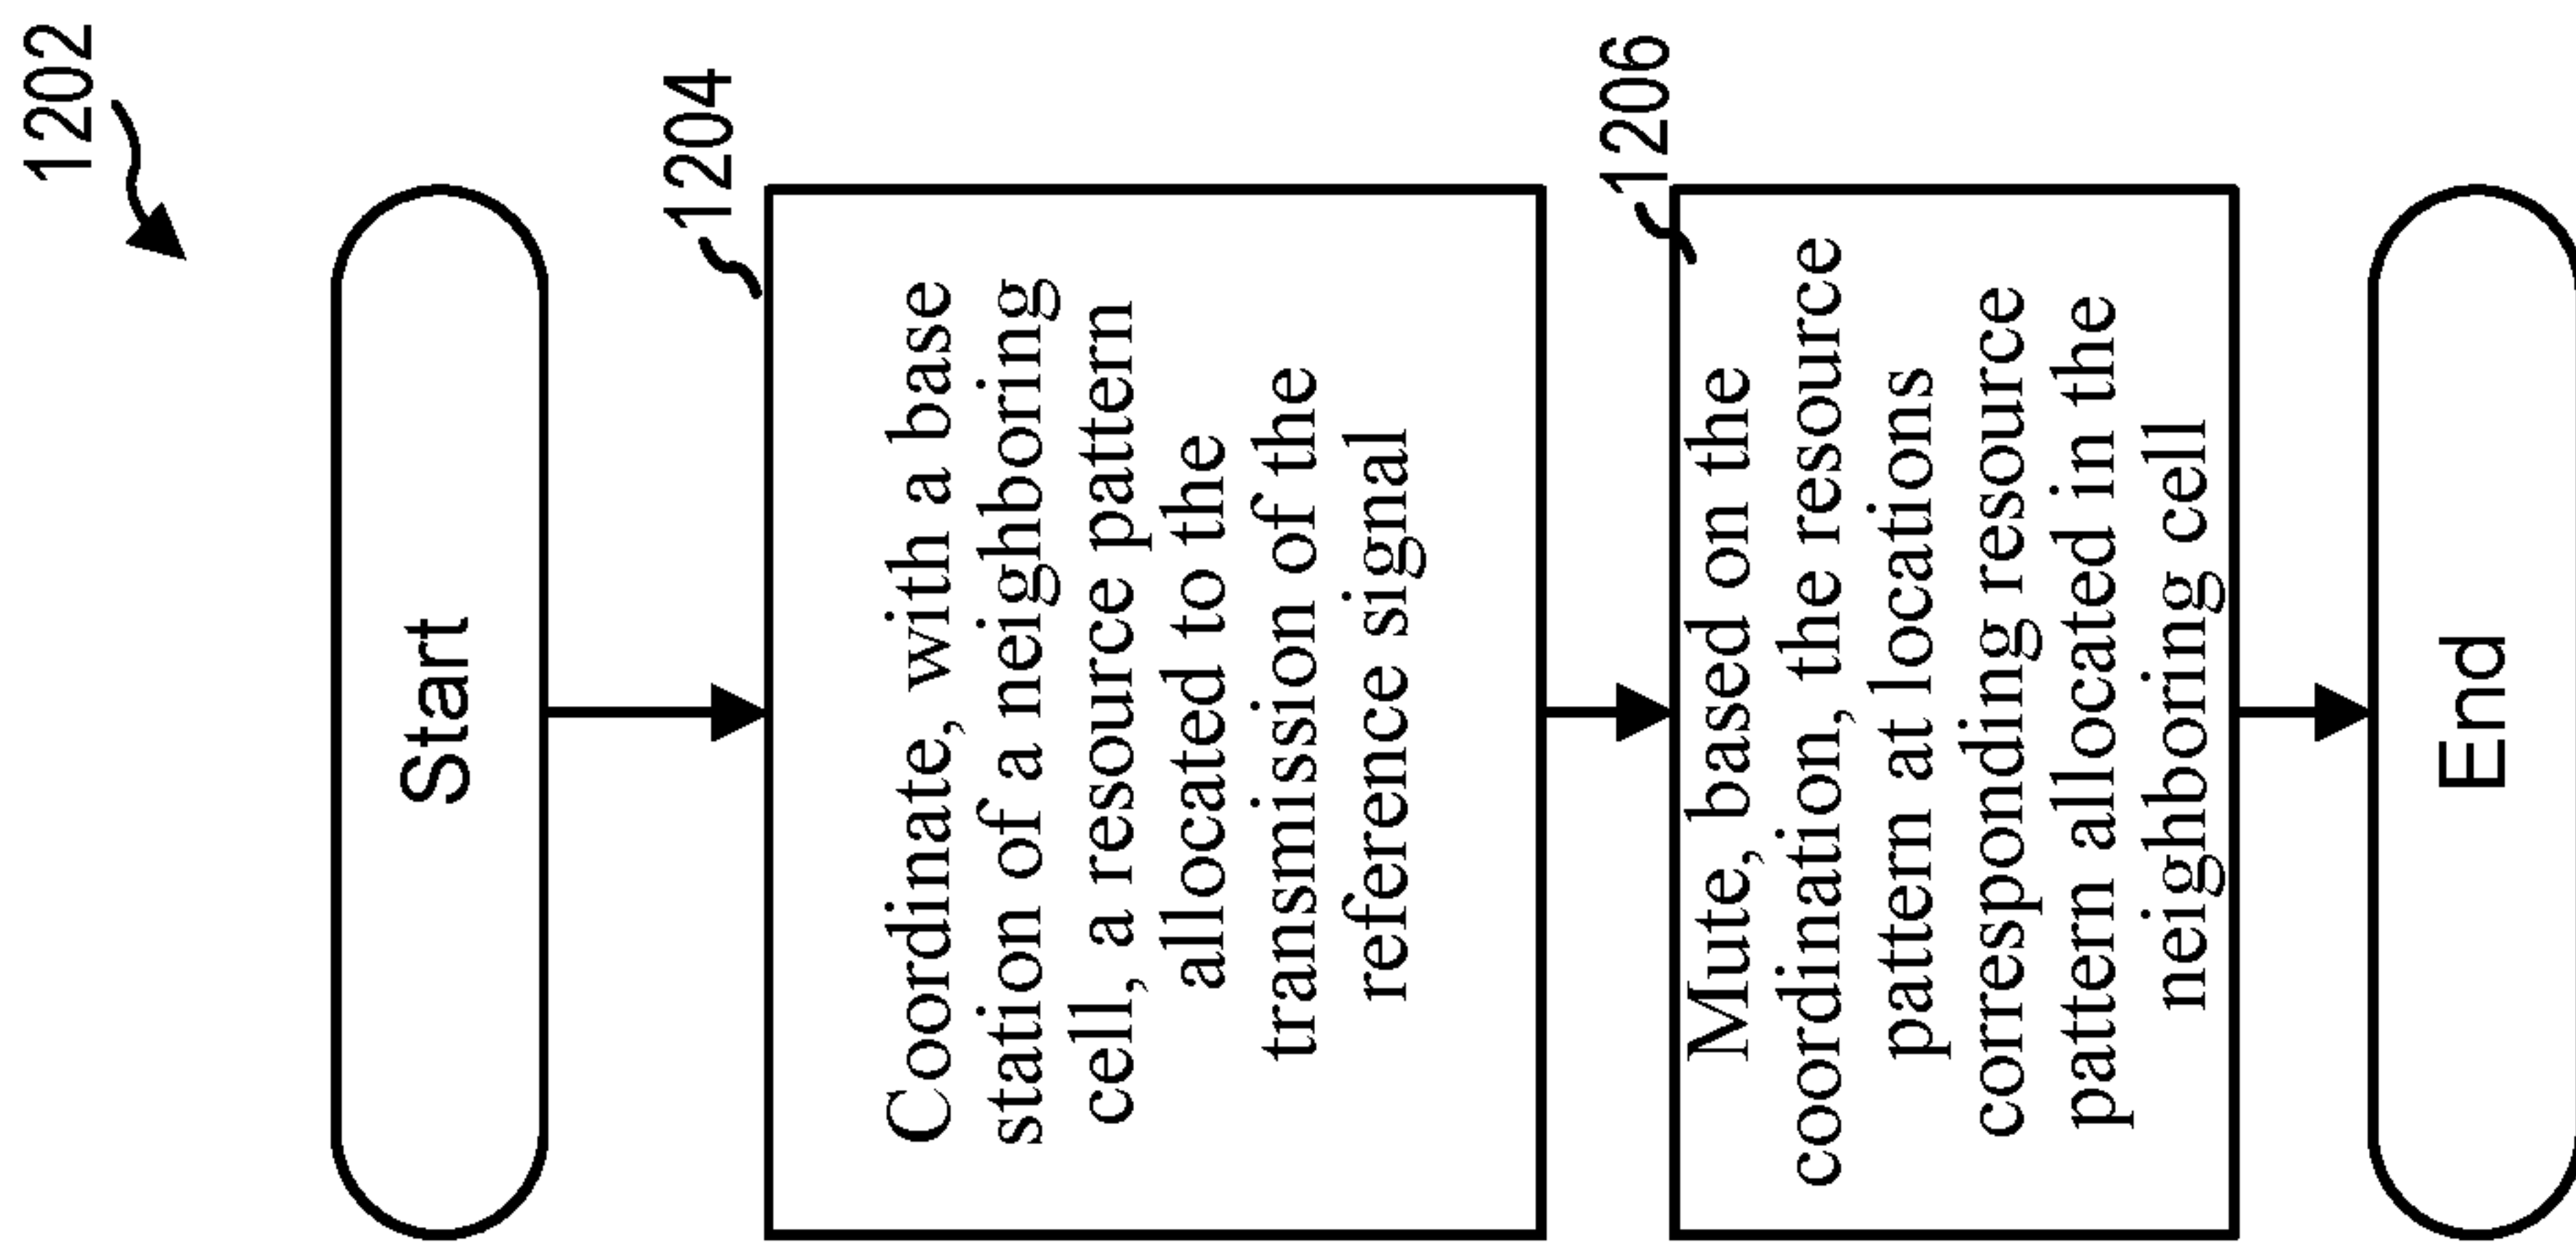 1202
Start
1204
Coordinate, with a base
station of a neighboring
cell, a resource pattern
allocated to the
transmission of the
reference signal
1206
Mute, based on the
coordination, the resource
pattern at locations
corresponding resource
pattern allocated in the
neighboring cell
End